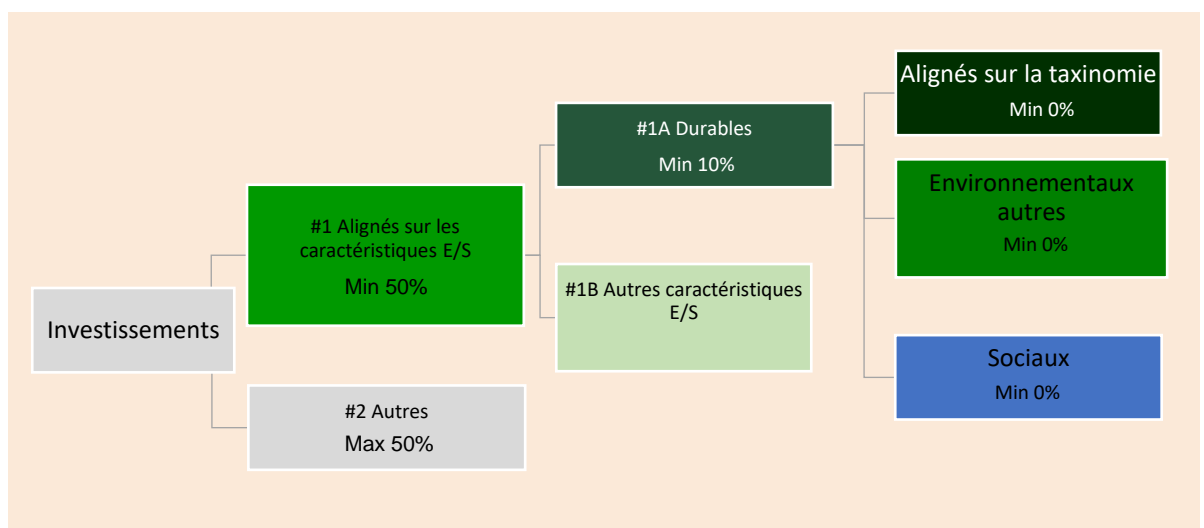 Investissements
#1 Alignés sur les
caractéristiques E/S
Min 50%
#2 Autres
Max 50%
#1A Durables
Min 10%
#1B Autres caractéristiques
E/S
Alignés sur la taxinomie
Min 0%
Environnementaux
autres
Min 0%
Sociaux
Min 0%